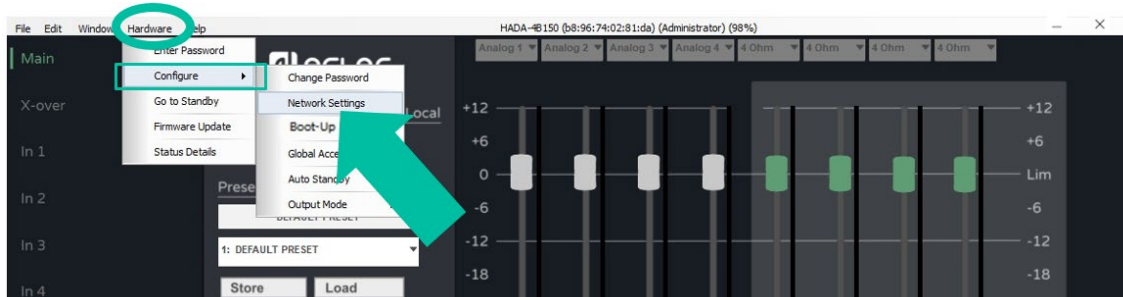 File Edit Window Hardware Help
HADA-4B150 (b8:96:74:02:81:da) (Administrator) (98%)
Main
X-over
In 1
In 2
In 3
In 4
Enter Password
Configure
Go to Standby
Firmware Update
Status Details
Change Password
Network Settings
Boot-Up
Global
Auto Standby
Output Mode
Local
DEFAULT PRESET
1: DEFAULT PRESET
Store Load
Analog 1 Analog 2 Analog 3 Analog 4 4 Ohm 4 Ohm 4 Ohm 4 Ohm
+12 +12
+6 +6
0 Lim
-6 -6
-12 -12
-18 -18